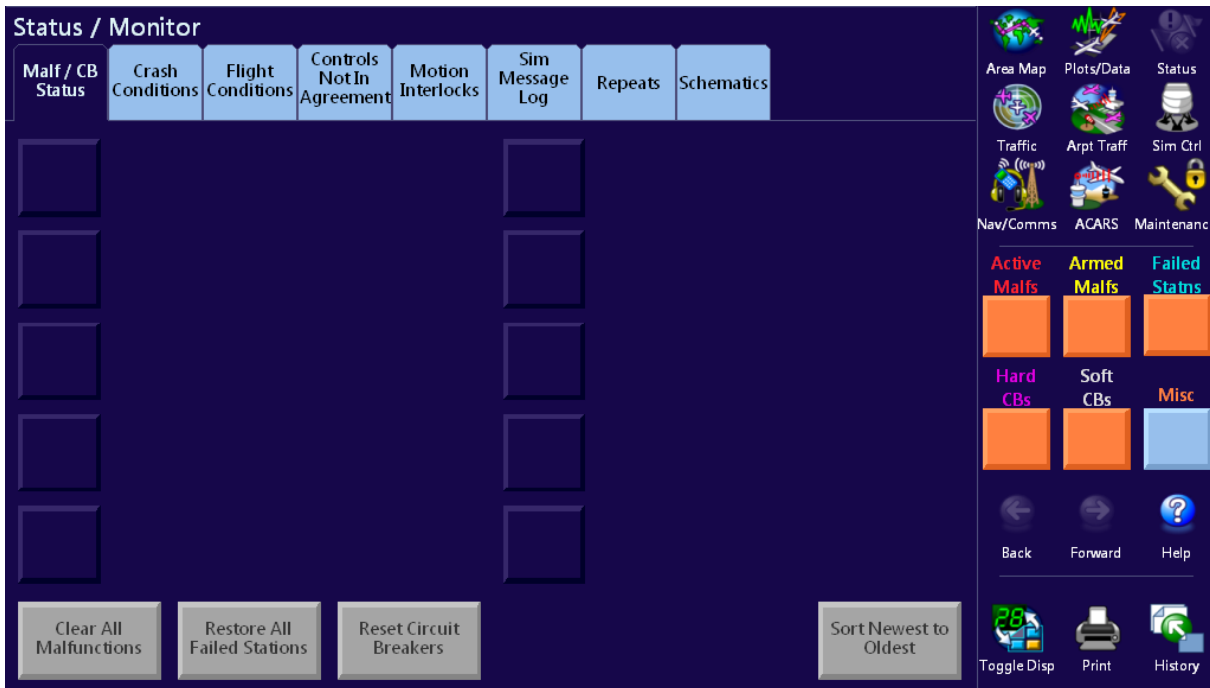 Status / Monitor
Malf / CB
Status
Crash
Conditions
Flight
Conditions
Controls
Not In
Agreement
Motion
Interlocks
Sim
Message
Log
Repeats
Schematics
Clear All
Malfunctions
Restore All
Failed Stations
Reset Circuit
Breakers
Sort Newest to
Oldest
Area Map
Plots/Data
Status
Traffic
Arpt Traff
Sim Ctrl
Nav/Comms
ACARS
Maintenanc
Active
Malfs
Armed
Malfs
Failed
Statns
Hard
CBs
Soft
CBs
Misc
Back
Forward
Help
28
Toggle Disp
Print
History